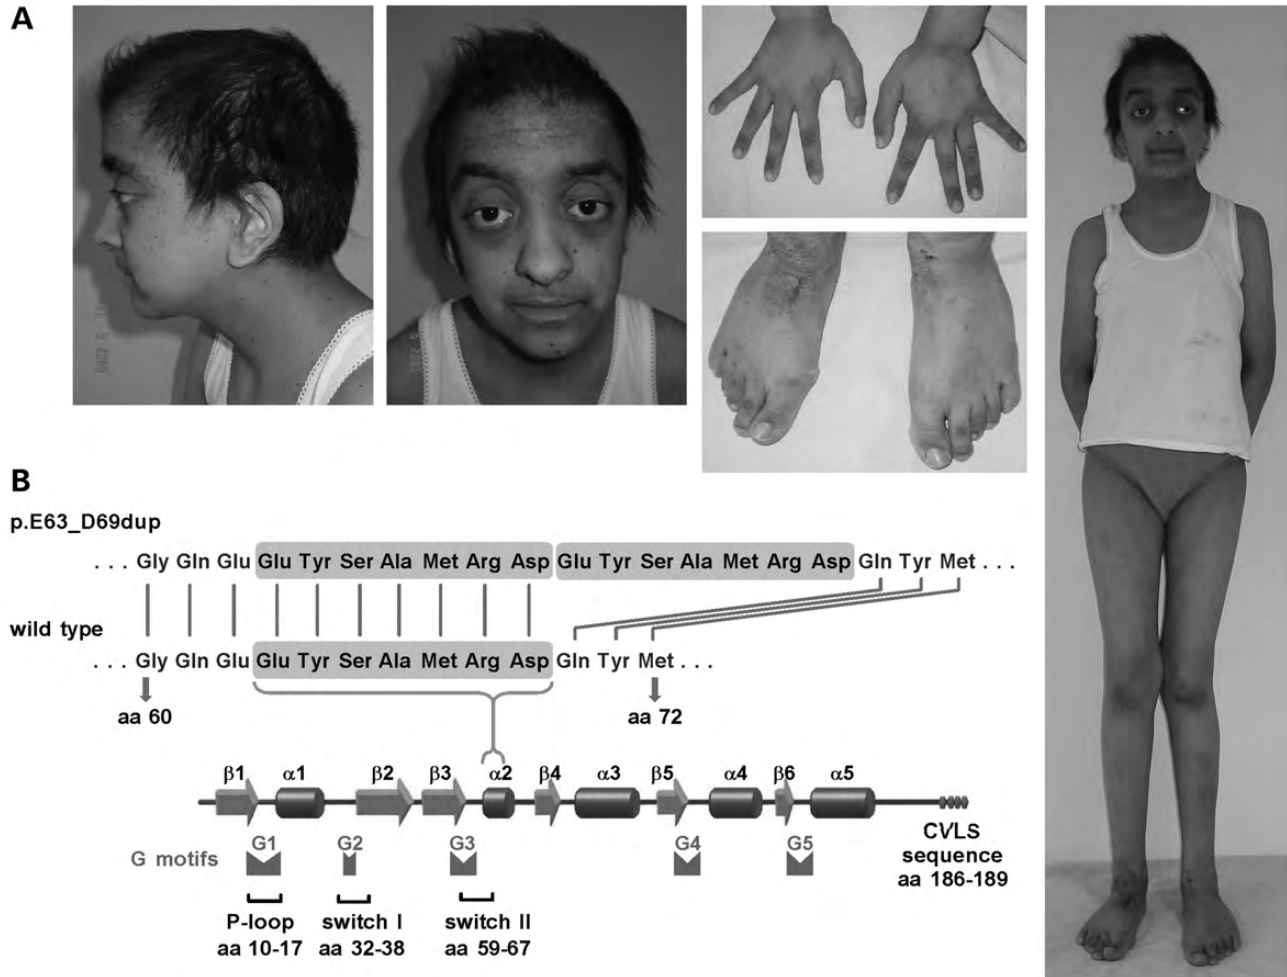 A
B
p.E63_D69dup
. . . Gly Gln Glu Glu Tyr Ser Ala Met Arg Asp Glu Tyr Ser Ala Met Arg Asp Gln Tyr Met . . .
wild type
. . . Gly Gln Glu Glu Tyr Ser Ala Met Arg Asp Gln Tyr Met . . .
aa 60 aa 72
β1 α1 β2 β3 α2 β4 α3 β5 α4 β6 α5
G motifs G1 G2 G3 G4 G5
CVLS
sequence
aa 186-189
P-loop
aa 10-17
switch I
aa 32-38
switch II
aa 59-67